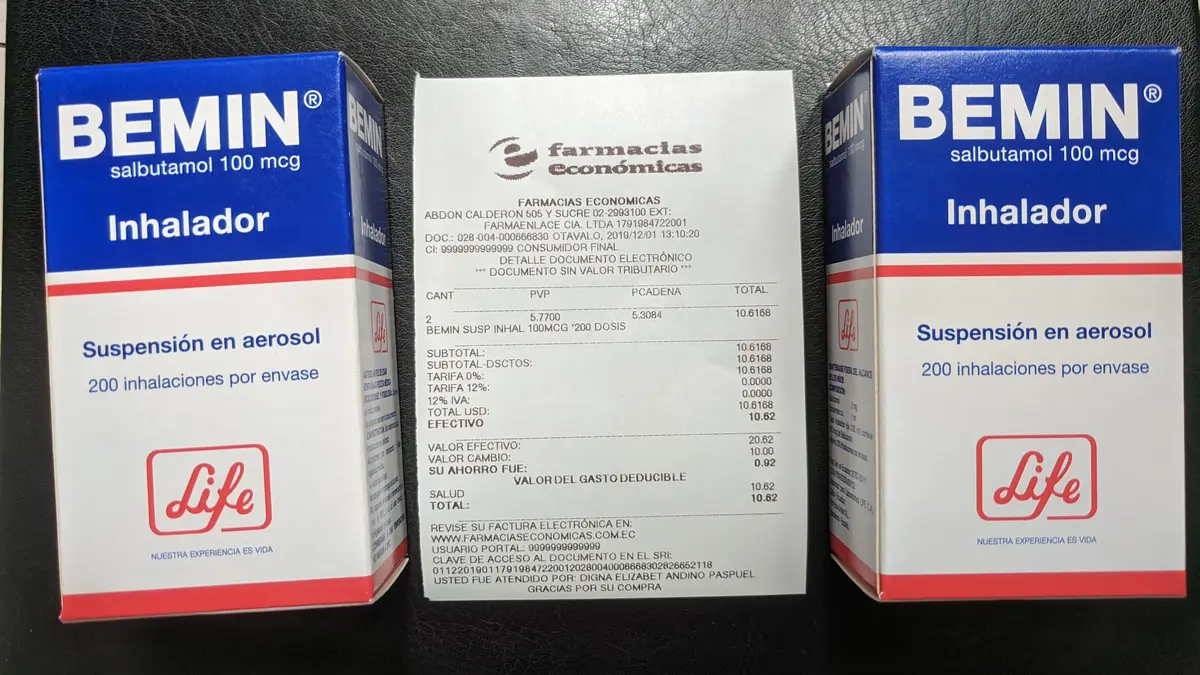 BEMIN®
salbutamol 100 mcg
Inhalador
Suspensión en aerosol
200 inhalaciones por envase
Life
NUESTRA EXPERIENCIA ES VIDA
BEMIN
Inhalador
Life
farmacias
económicas
FARMACIAS ECONOMICAS
ABDON CALDERON 505 Y SUCRE 02-2993100 EXT:
FARMAENLACE CIA. LTDA 1791984722001
DOC.: 028-004-000666830 OTAVALO, 2019/12/01 13:10:20
CI: 9999999999999 CONSUMIDOR FINAL
DETALLE DOCUMENTO ELECTRÓNICO
*** DOCUMENTO SIN VALOR TRIBUTARIO ***
CANT PVP PCADENA TOTAL
2 5.7700 5.3084 10.6168
BEMIN SUSP INHAL 100MCG *200 DOSIS
SUBTOTAL: 10.6168
SUBTOTAL-DSCTOS: 10.6168
TARIFA 0%: 10.6168
TARIFA 12%: 0.0000
12% IVA: 0.0000
TOTAL USD: 10.6168
EFECTIVO 10.62
VALOR EFECTIVO: 20.62
VALOR CAMBIO: 10.00
SU AHORRO FUE: 0.92
VALOR DEL GASTO DEDUCIBLE
SALUD 10.62
TOTAL: 10.62
REVISE SU FACTURA ELECTRÓNICA EN:
WWW.FARMACIASECONOMICAS.COM.EC
USUARIO PORTAL: 9999999999999
CLAVE DE ACCESO AL DOCUMENTO EN EL SRI:
0112201901179198472200120280040006668302826652118
USTED FUE ATENDIDO POR: DIGNA ELIZABET ANDINO PASPUEL
GRACIAS POR SU COMPRA
BEMIN
Inhalador
Life
BEMIN®
salbutamol 100 mcg
Inhalador
Suspensión en aerosol
200 inhalaciones por envase
Life
NUESTRA EXPERIENCIA ES VIDA